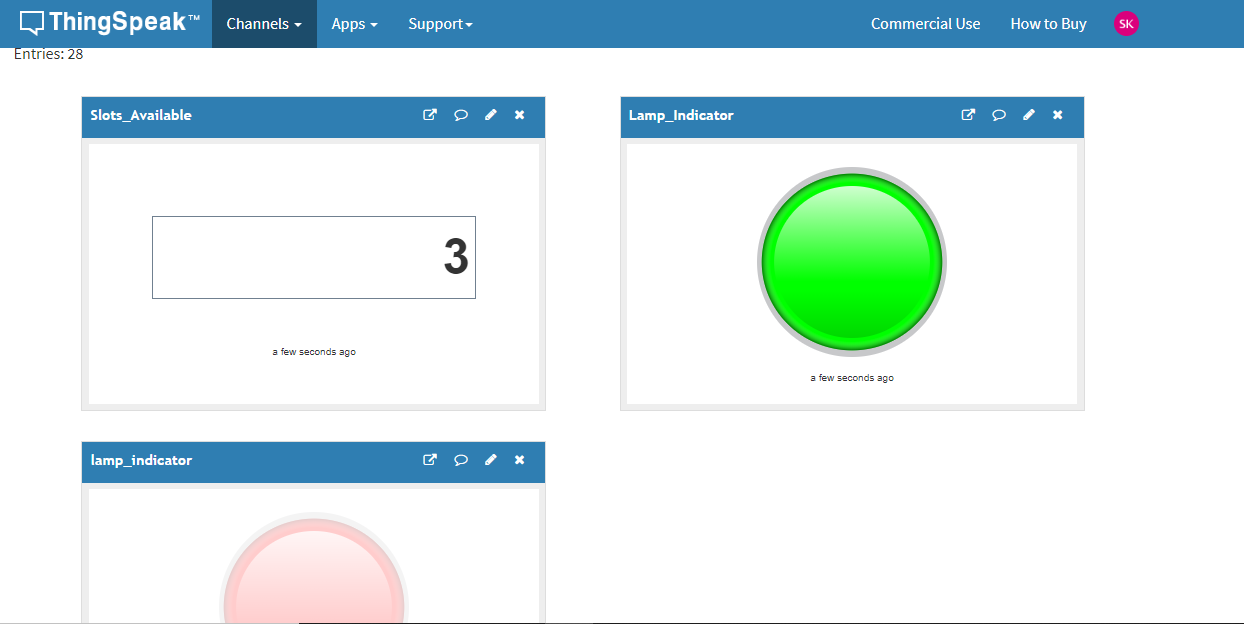 ThingSpeak™ Channels Apps Support Commercial Use How to Buy SK
Entries: 28
Slots_Available
3
a few seconds ago
Lamp_Indicator
a few seconds ago
lamp_indicator